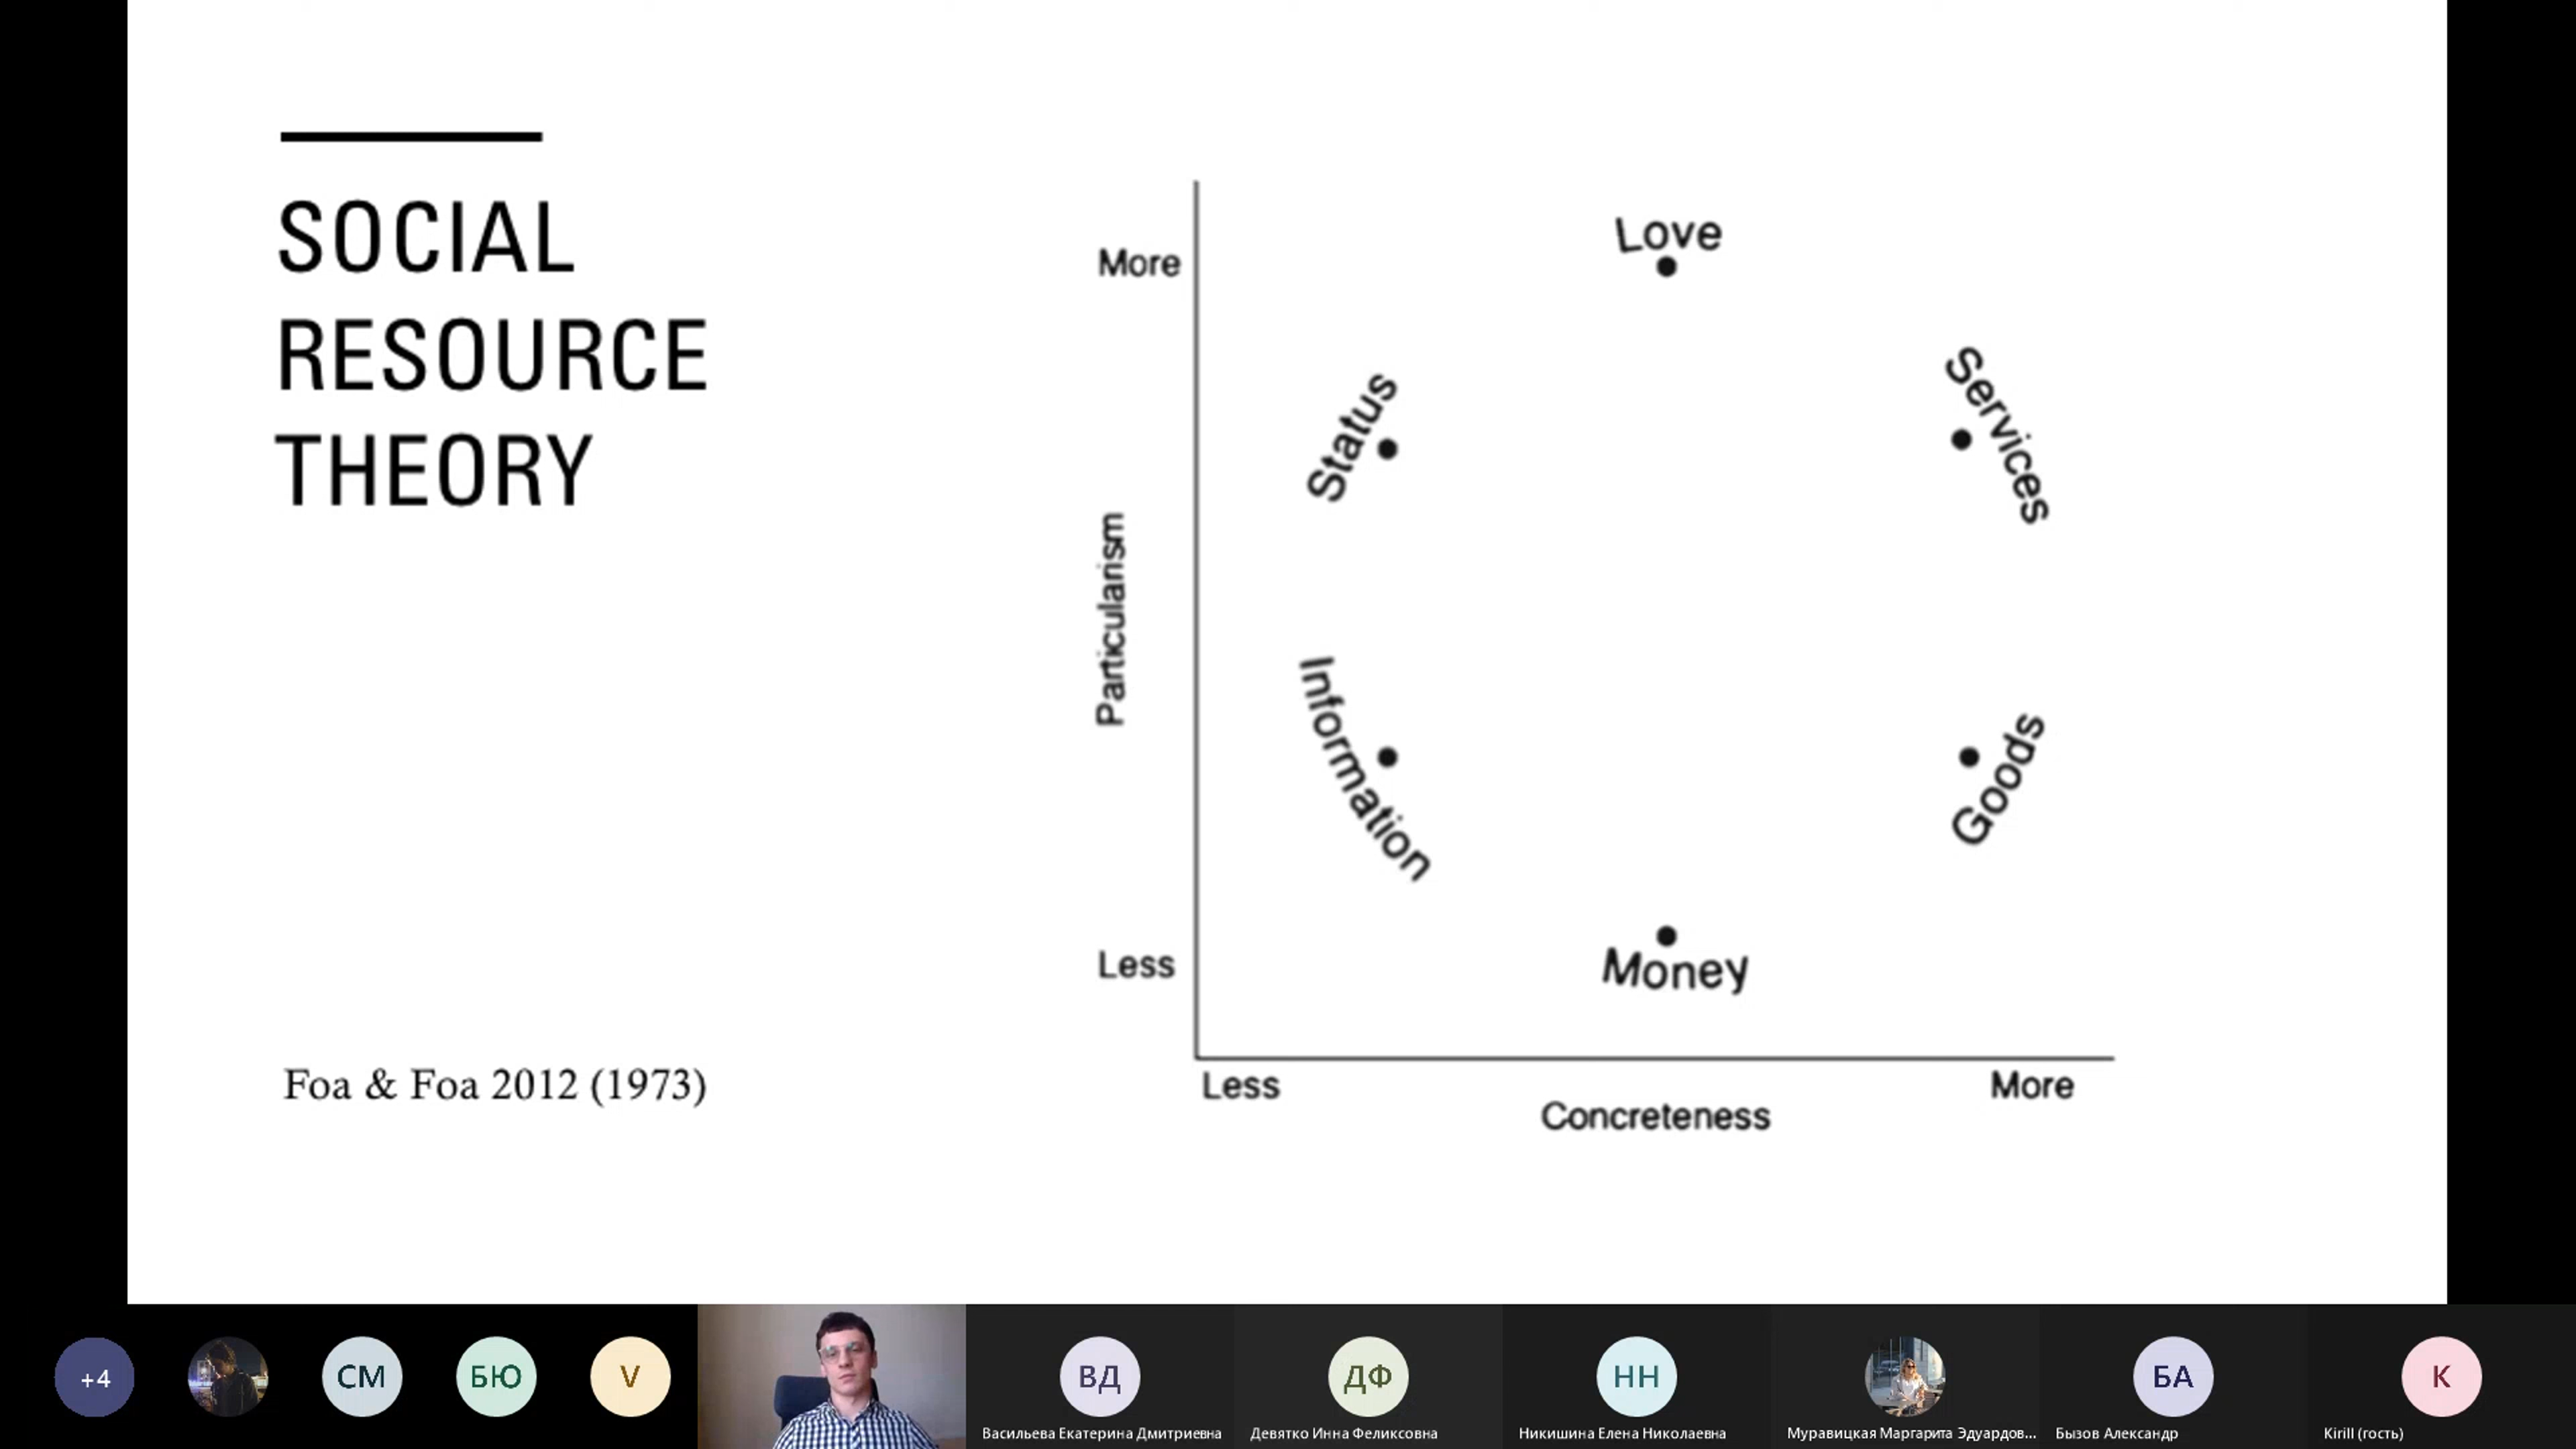 SOCIAL
RESOURCE
THEORY
Foa & Foa 2012 (1973)
More
Particularism
Less
Love
Status
Services
Information
Goods
Money
Less
More
Concreteness
+4
СМ
БЮ
V
ВД
Васильева Екатерина Дмитриевна
ДФ
Девятко Инна Феликсовна
НН
Никишина Елена Николаевна
Муравицкая Маргарита Эдуардов...
БА
Бызов Александр
K
Kirill (гость)